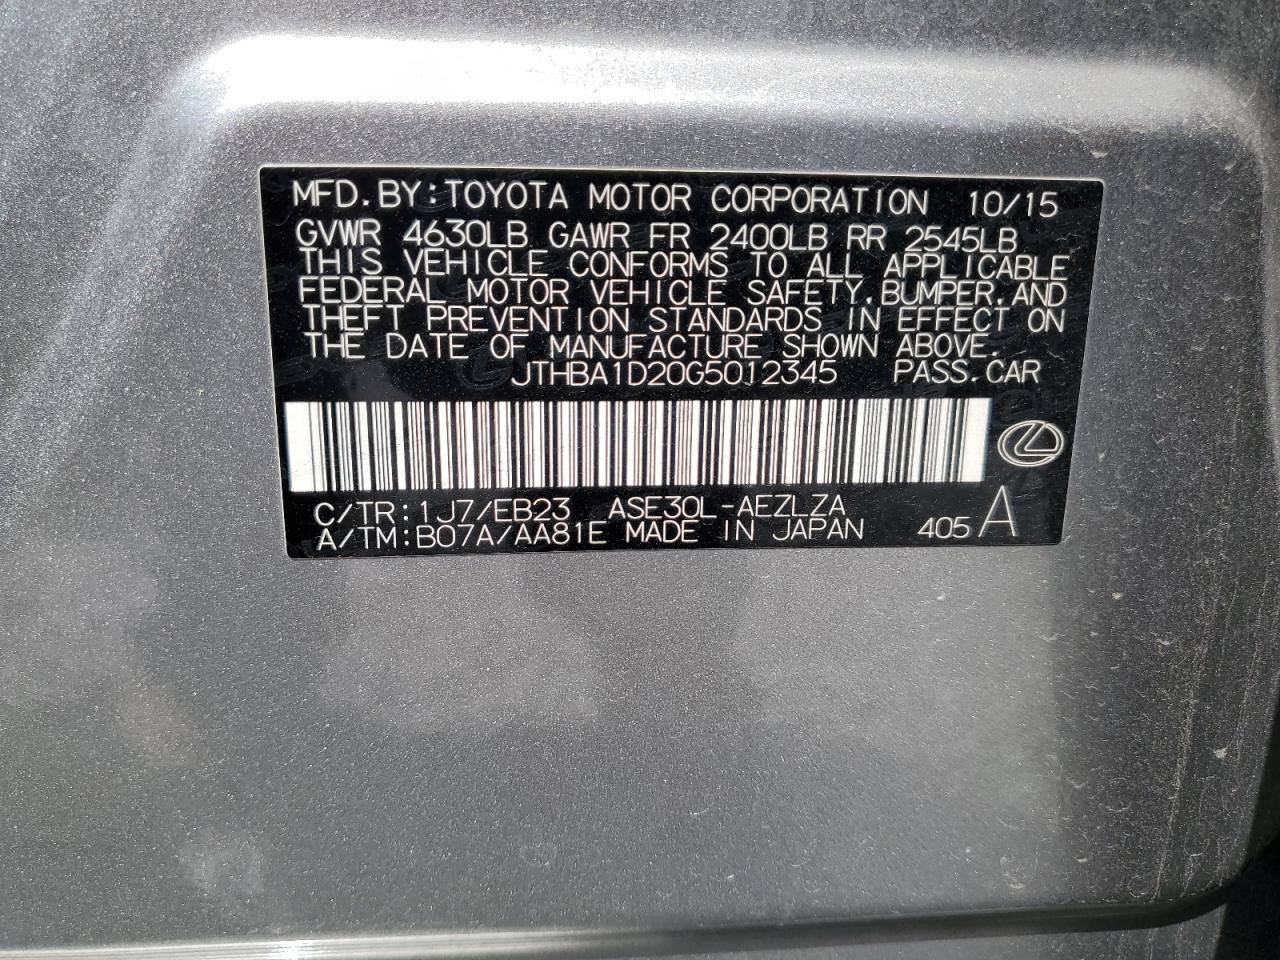 MFD.BY:TOYOTA MOTOR CORPORATION 10/15
GVWR 4630LB GAWR FR 2400LB RR 2545LB
THIS VEHICLE CONFORMS TO ALL APPLICABLE
FEDERAL MOTOR VEHICLE SAFETY,BUMPER,AND
THEFT PREVENTION STANDARDS IN EFFECT ON
THE DATE OF MANUFACTURE SHOWN ABOVE.
JTHBA1D20G5012345 PASS.CAR
C/TR:1J7/EB23 ASE30L-AEZLZA
A/TM:B07A/AA81E MADE IN JAPAN 405 A